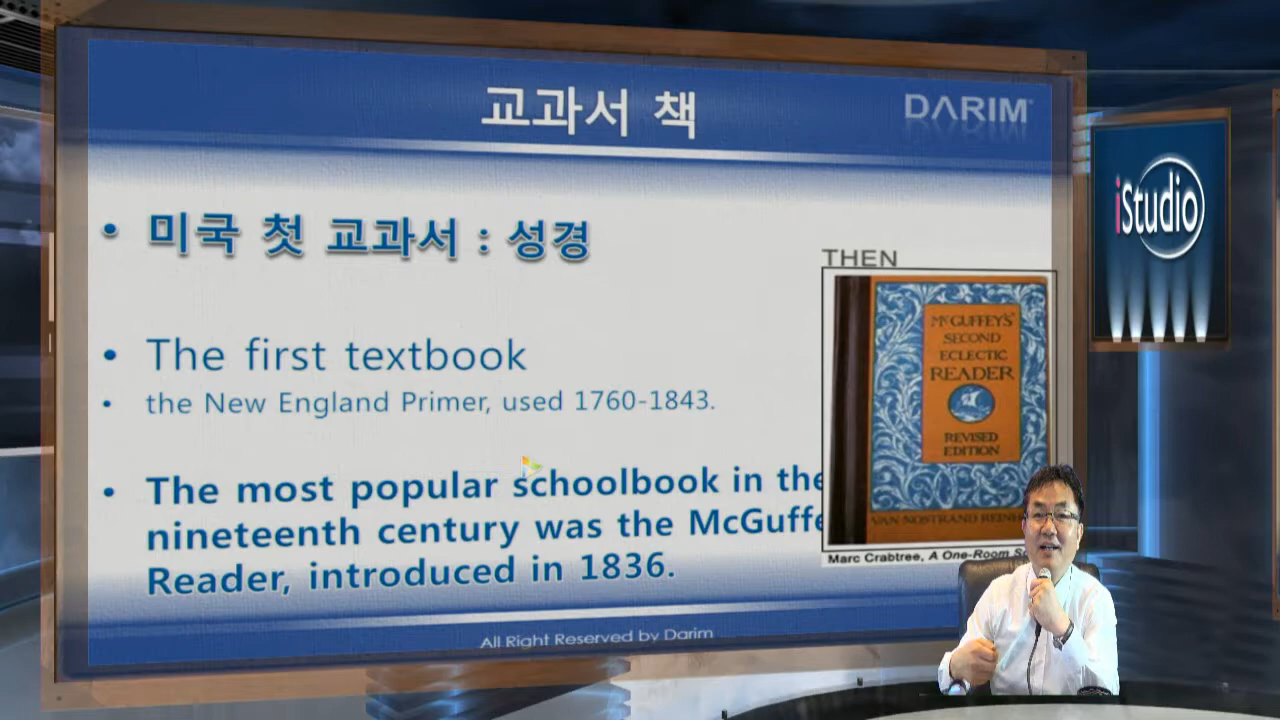 교과서 책
DARIM
iStudio
• 미국 첫 교과서 : 성경
• The first textbook
• the New England Primer, used 1760-1843.
• The most popular schoolbook in the
nineteenth century was the McGuffe
Reader, introduced in 1836.
THEN
McGUFFEY'S
SECOND
ECLECTIC
READER
REVISED
EDITION
VAN NOSTRAND REINH
Marc Crabtree, A One-Room S
All Right Reserved by Darim